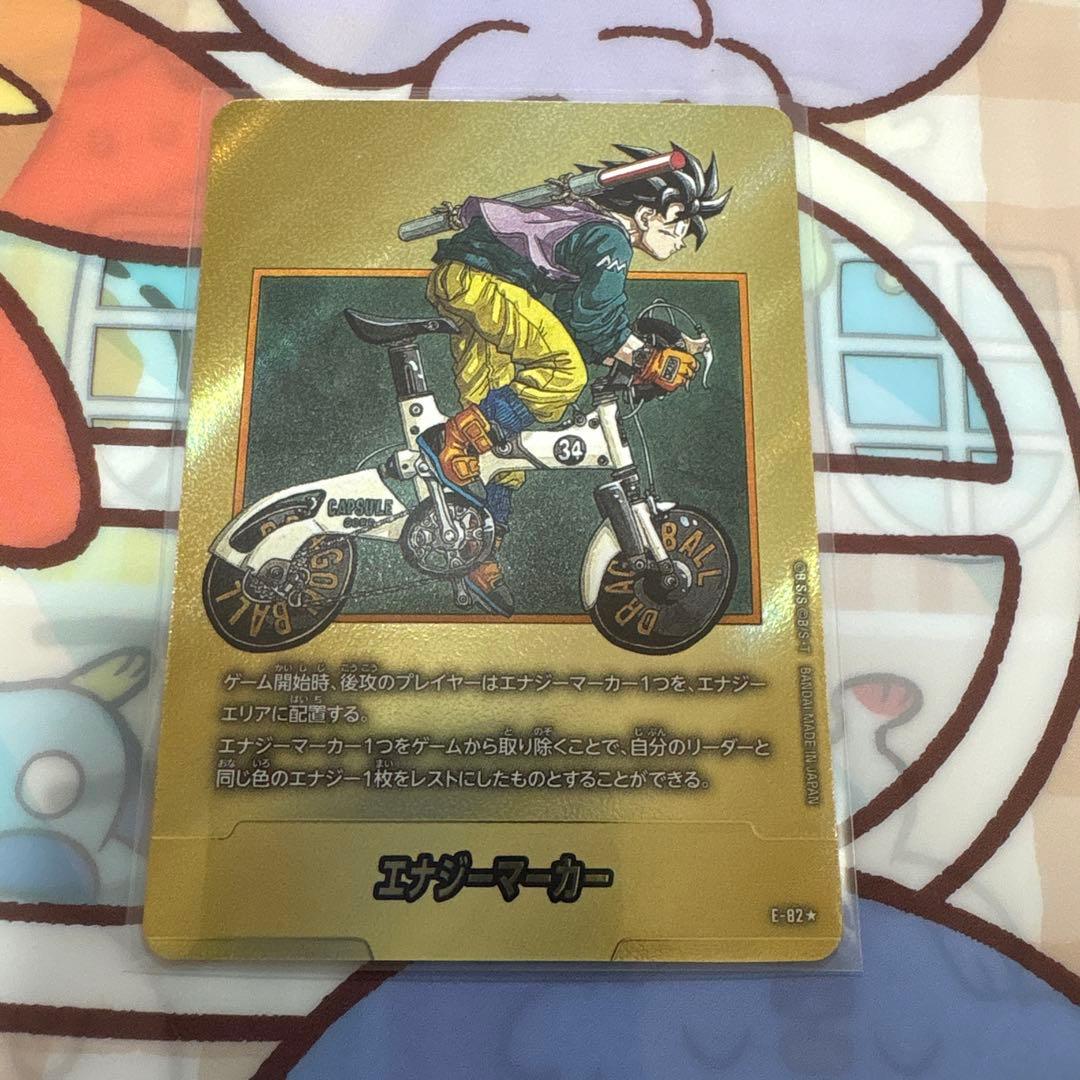 34
CAPSULE
CORP.
DRAGON BALL
DRAG BALL
ゲーム開始時、後攻のプレイヤーはエナジーマーカー1つを、エナジー
エリアに配置する。
エナジーマーカー1つをゲームから取り除くことで、自分のリーダーと
同じ色のエナジー1枚をレストにしたものとすることができる。
©B.S./S ©B/S・T BANDAI MADE IN JAPAN
エナジーマーカー
E-82★